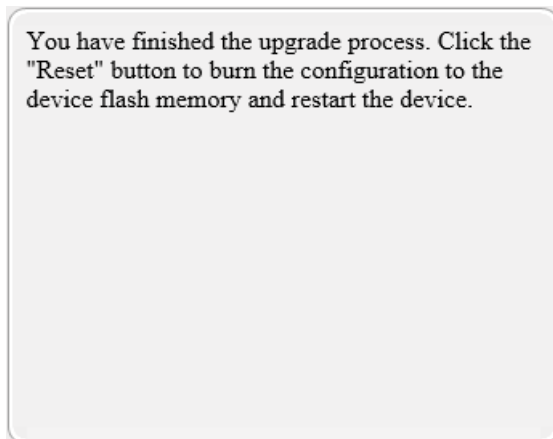 You have finished the upgrade process. Click the
"Reset" button to burn the configuration to the
device flash memory and restart the device.